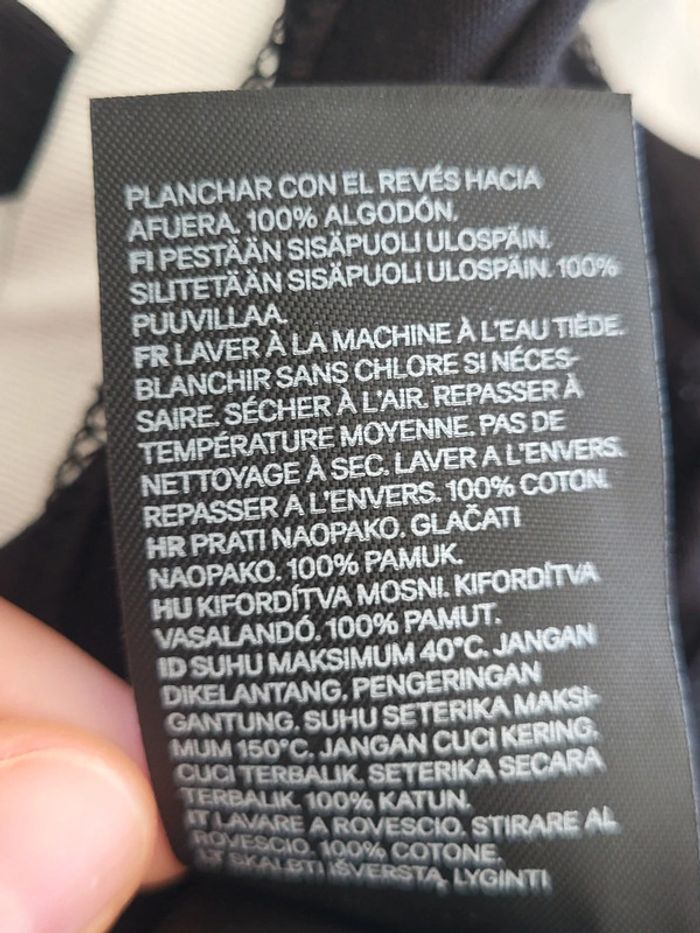 PLANCHAR CON EL REVÉS HACIA
AFUERA. 100% ALGODÓN.
FI PESTÄÄN SISÄPUOLI ULOSPÄIN.
SILITETÄÄN SISÄPUOLI ULOSPÄIN. 100%
PUUVILLAA.
FR LAVER À LA MACHINE À L'EAU TIÈDE.
BLANCHIR SANS CHLORE SI NÉCES-
SAIRE. SÉCHER À L'AIR. REPASSER À
TEMPÉRATURE MOYENNE. PAS DE
NETTOYAGE À SEC. LAVER A L'ENVERS.
REPASSER A L'ENVERS. 100% COTON.
HR PRATI NAOPAKO. GLAČATI
NAOPAKO. 100% PAMUK.
HU KIFORDÍTVA MOSNI. KIFORDÍTVA
VASALANDÓ. 100% PAMUT.
ID SUHU MAKSIMUM 40°C. JANGAN
DIKELANTANG. PENGERINGAN
GANTUNG. SUHU SETERIKA MAKSI-
MUM 150°C. JANGAN CUCI KERING.
CUCI TERBALIK. SETERIKA SECARA
TERBALIK. 100% KATUN.
IT LAVARE A ROVESCIO. STIRARE AL
ROVESCIO. 100% COTONE.
LT SKALBTI IŠVERSTĄ, LYGINTI